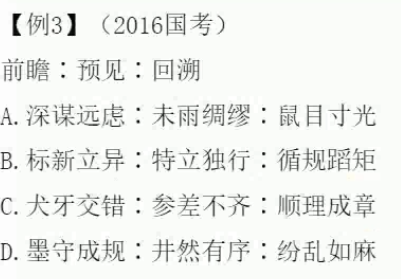 【例3】（2016国考）
前瞻：预见：回溯
A.深谋远虑：未雨绸缪：鼠目寸光
B.标新立异：特立独行：循规蹈矩
C.犬牙交错：参差不齐：顺理成章
D.墨守成规：井然有序：纷乱如麻